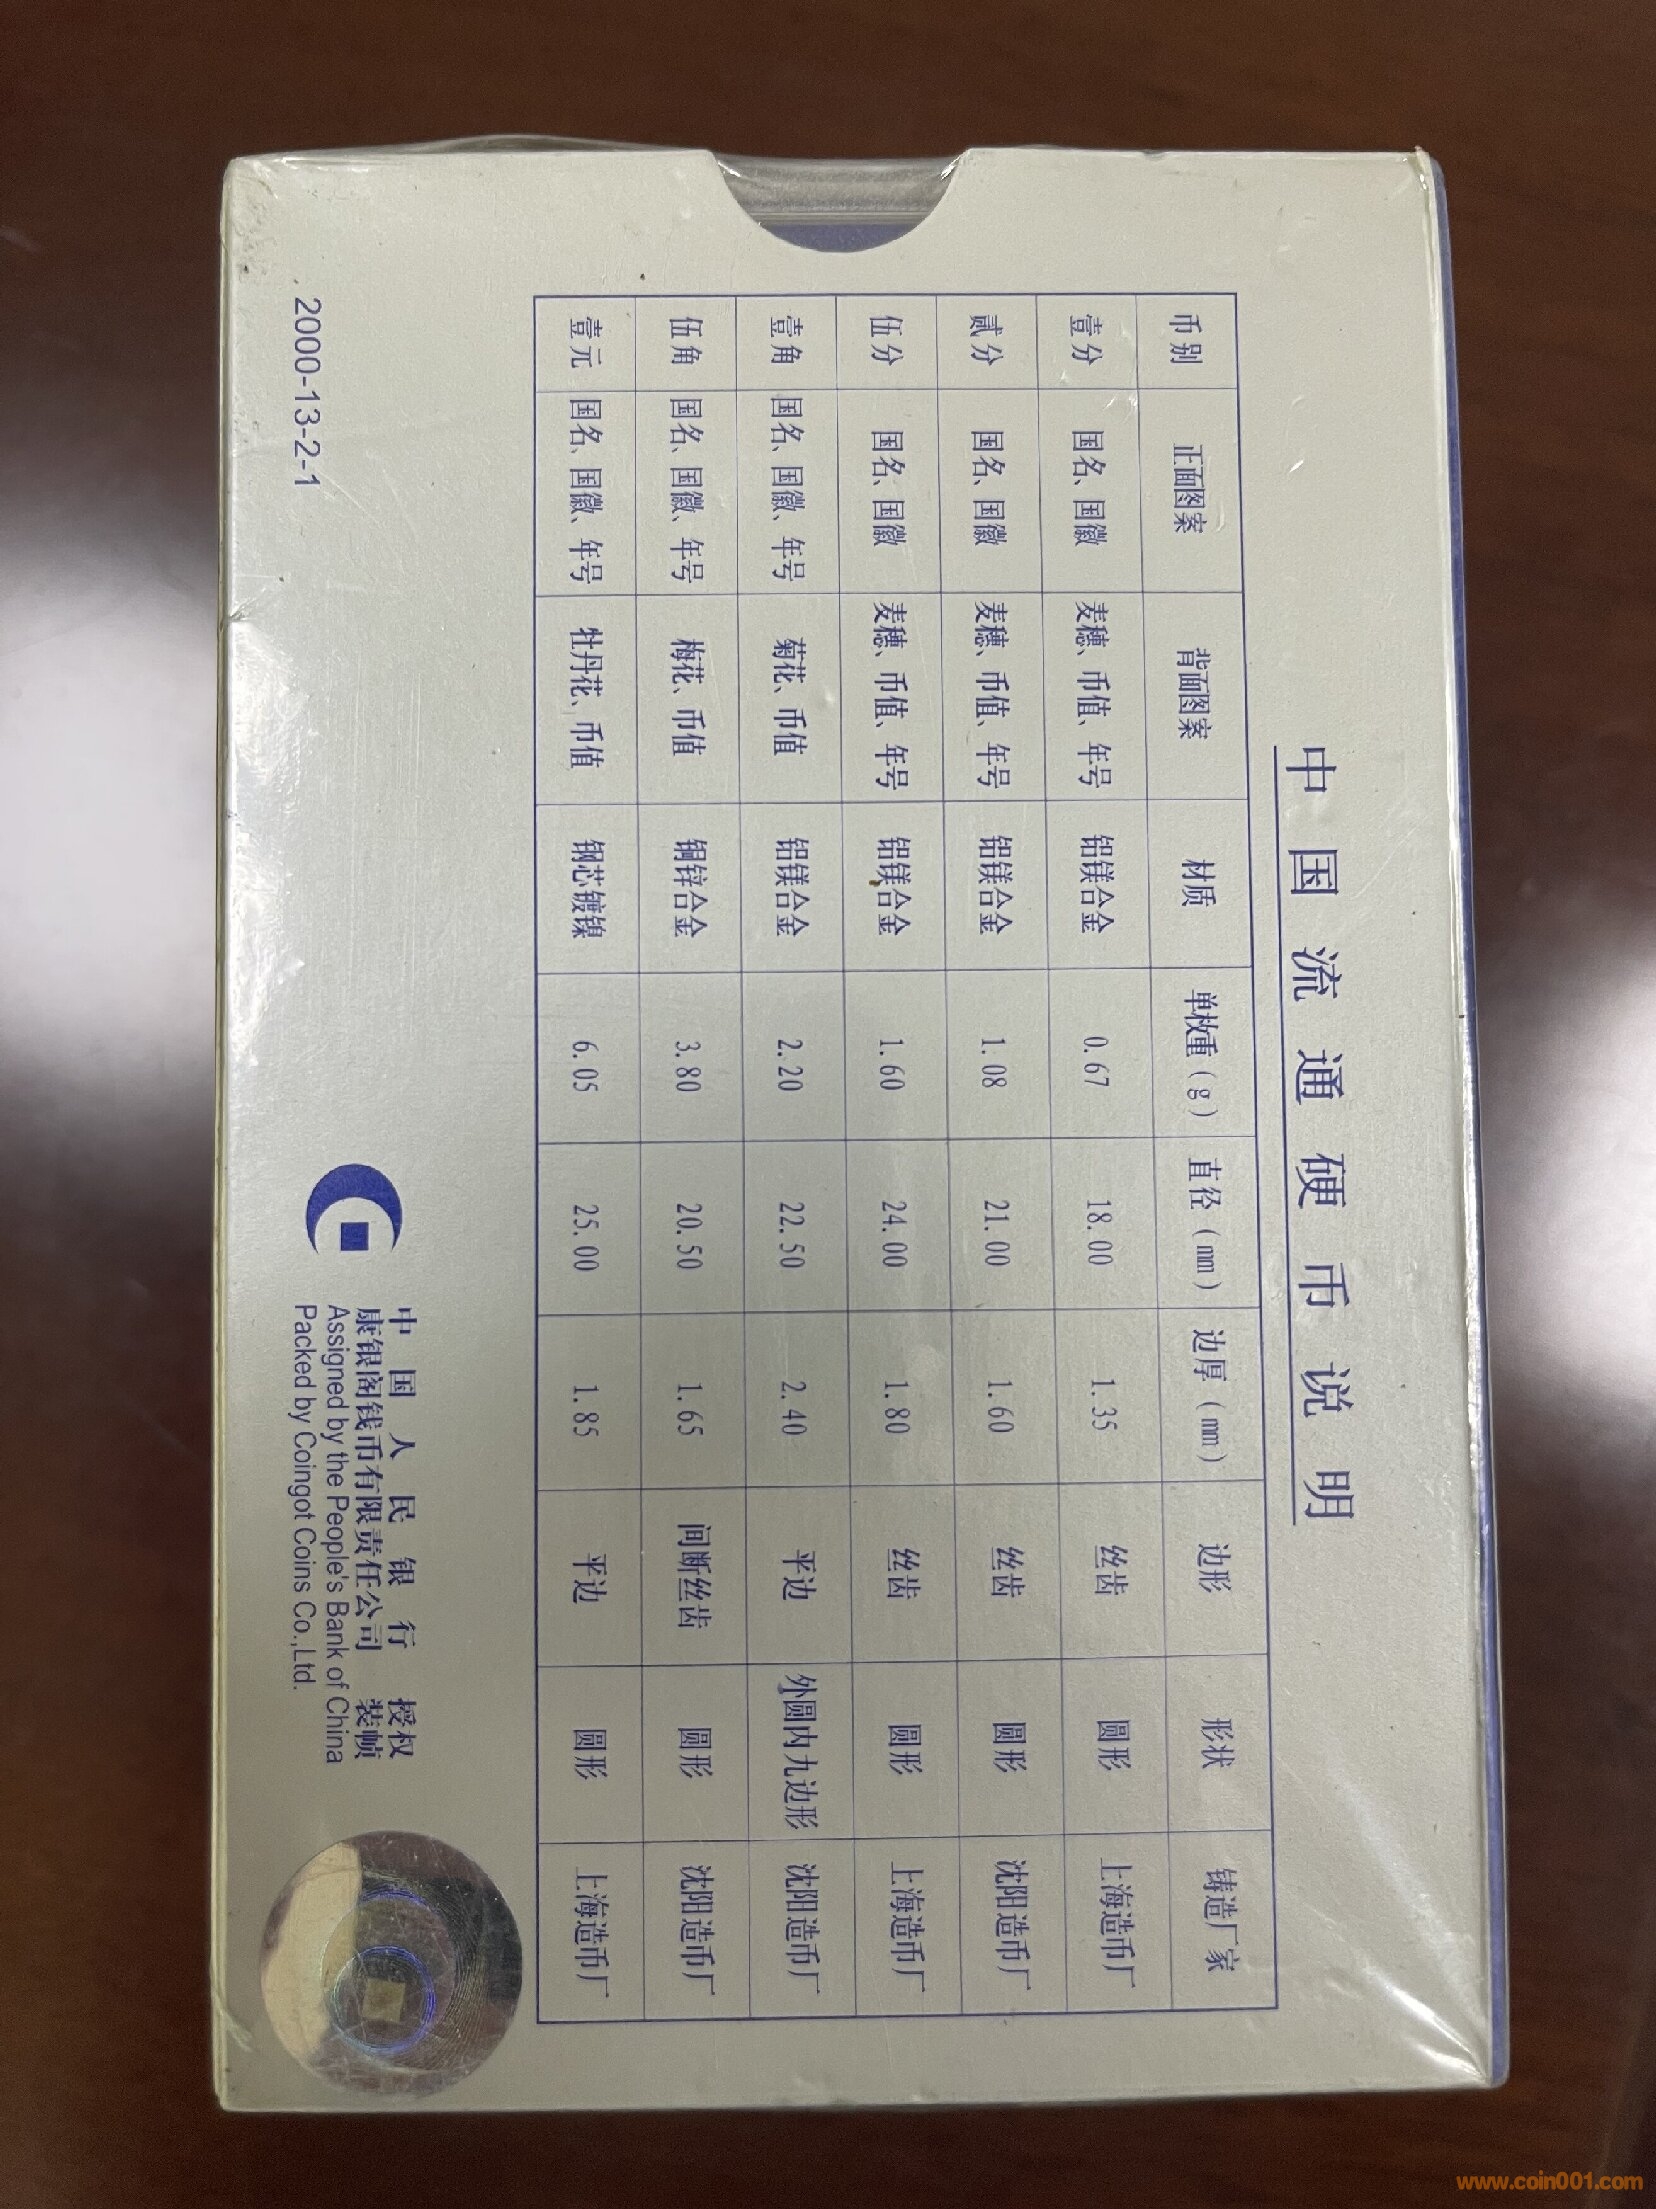 中国流通硬币说明
币别 正面图案 背面图案 材质 单枚重(g) 直径(mm) 边厚(mm) 边形 形状 铸造厂家
壹分 国名、国徽 麦穗、币值、年号 铝镁合金 0.67 18.00 1.35 丝齿 圆形 上海造币厂
贰分 国名、国徽 麦穗、币值、年号 铝镁合金 1.08 21.00 1.60 丝齿 圆形 沈阳造币厂
伍分 国名、国徽 麦穗、币值、年号 铝镁合金 1.60 24.00 1.80 丝齿 圆形 上海造币厂
壹角 国名、国徽、年号 菊花、币值 铝镁合金 2.20 22.50 2.40 平边 外圆内九边形 沈阳造币厂
伍角 国名、国徽、年号 梅花、币值 铜锌合金 3.80 20.50 1.65 间断丝齿 圆形 沈阳造币厂
壹元 国名、国徽、年号 牡丹花、币值 钢芯镀镍 6.05 25.00 1.85 平边 圆形 上海造币厂
中国人民银行 授权
康银阁钱币有限责任公司 装帧
Assigned by the People's Bank of China
Packed by Coingot Coins Co.,Ltd.
2000-13-2-1
www.coin001.com